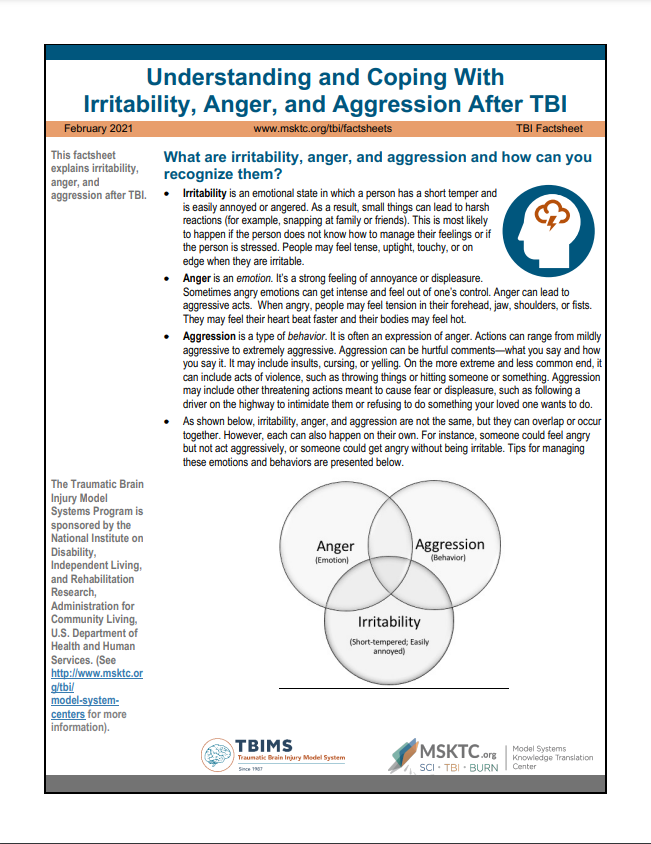 Understanding and Coping With
Irritability, Anger, and Aggression After TBI
February 2021 www.msktc.org/tbi/factsheets TBI Factsheet
This factsheet
explains irritability,
anger, and
aggression after TBI.
What are irritability, anger, and aggression and how can you
recognize them?
• Irritability is an emotional state in which a person has a short temper and
is easily annoyed or angered. As a result, small things can lead to harsh
reactions (for example, snapping at family or friends). This is most likely
to happen if the person does not know how to manage their feelings or if
the person is stressed. People may feel tense, uptight, touchy, or on
edge when they are irritable.
• Anger is an emotion. It’s a strong feeling of annoyance or displeasure.
Sometimes angry emotions can get intense and feel out of one’s control. Anger can lead to
aggressive acts. When angry, people may feel tension in their forehead, jaw, shoulders, or fists.
They may feel their heart beat faster and their bodies may feel hot.
• Aggression is a type of behavior. It is often an expression of anger. Actions can range from mildly
aggressive to extremely aggressive. Aggression can be hurtful comments—what you say and how
you say it. It may include insults, cursing, or yelling. On the more extreme and less common end, it
can include acts of violence, such as throwing things or hitting someone or something. Aggression
may include other threatening actions meant to cause fear or displeasure, such as following a
driver on the highway to intimidate them or refusing to do something your loved one wants to do.
• As shown below, irritability, anger, and aggression are not the same, but they can overlap or occur
together. However, each can also happen on their own. For instance, someone could feel angry
but not act aggressively, or someone could get angry without being irritable. Tips for managing
these emotions and behaviors are presented below.
The Traumatic Brain
Injury Model
Systems Program is
sponsored by the
National Institute on
Disability,
Independent Living,
and Rehabilitation
Research,
Administration for
Community Living,
U.S. Department of
Health and Human
Services. (See
http://www.msktc.or
g/tbi/
model-system-
centers for more
information).
Anger
(Emotion)
Aggression
(Behavior)
Irritability
(Short-tempered; Easily
annoyed)
TBIMS
Traumatic Brain Injury Model System
Since 1987
MSKTC.org
SCI • TBI • BURN
Model Systems
Knowledge Translation
Center